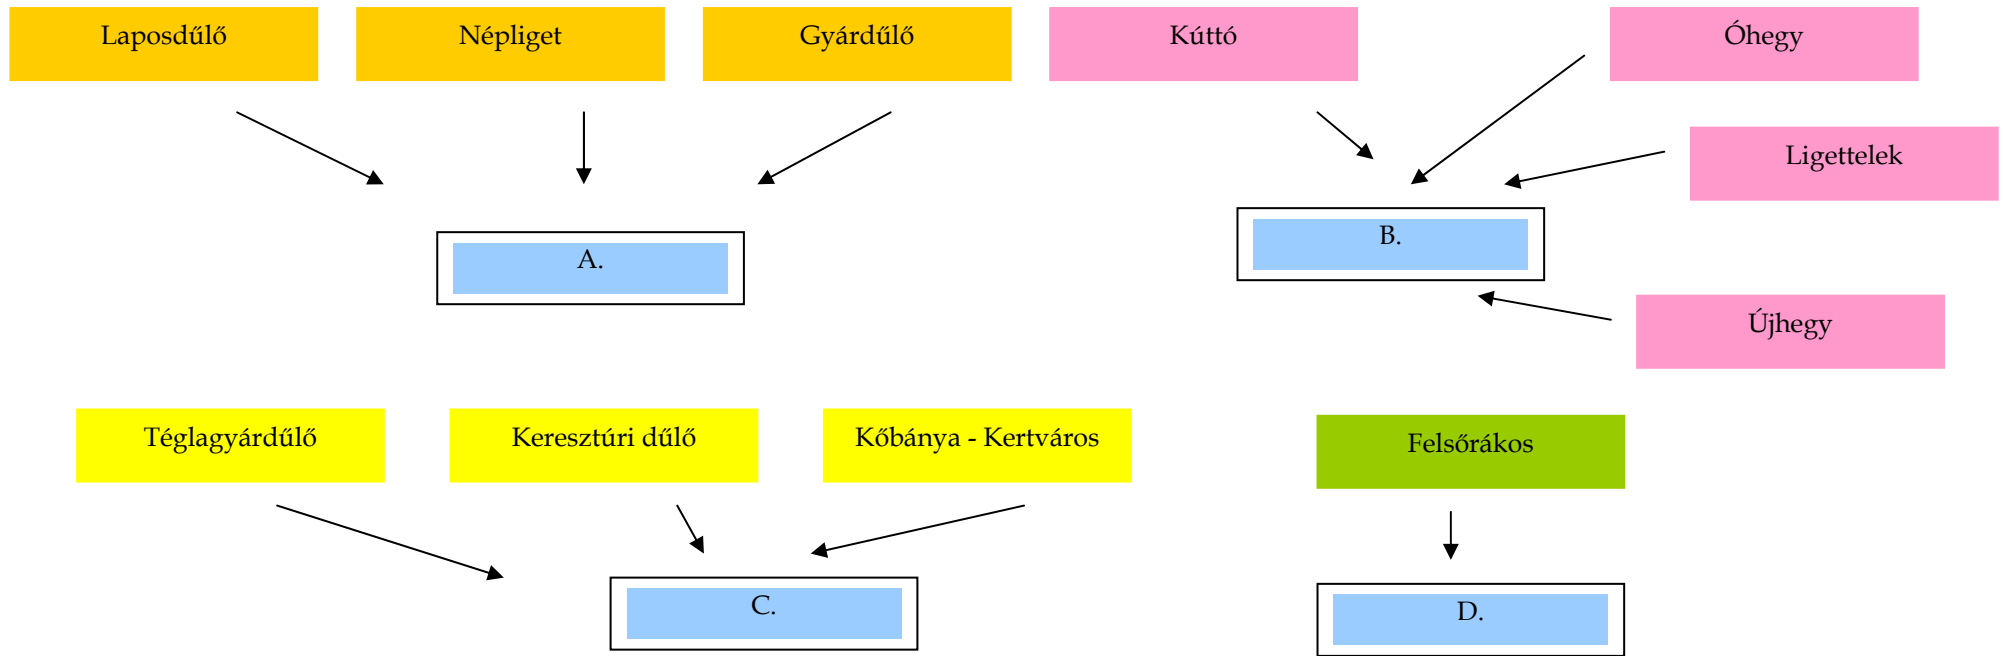 Laposdűlő
Népliget
Gyárdűlő
Kúttó
Óhegy
Ligettelek
A.
B.
Újhegy
Téglagyárdűlő
Keresztúri dűlő
Kőbánya - Kertváros
Felsőrákos
C.
D.